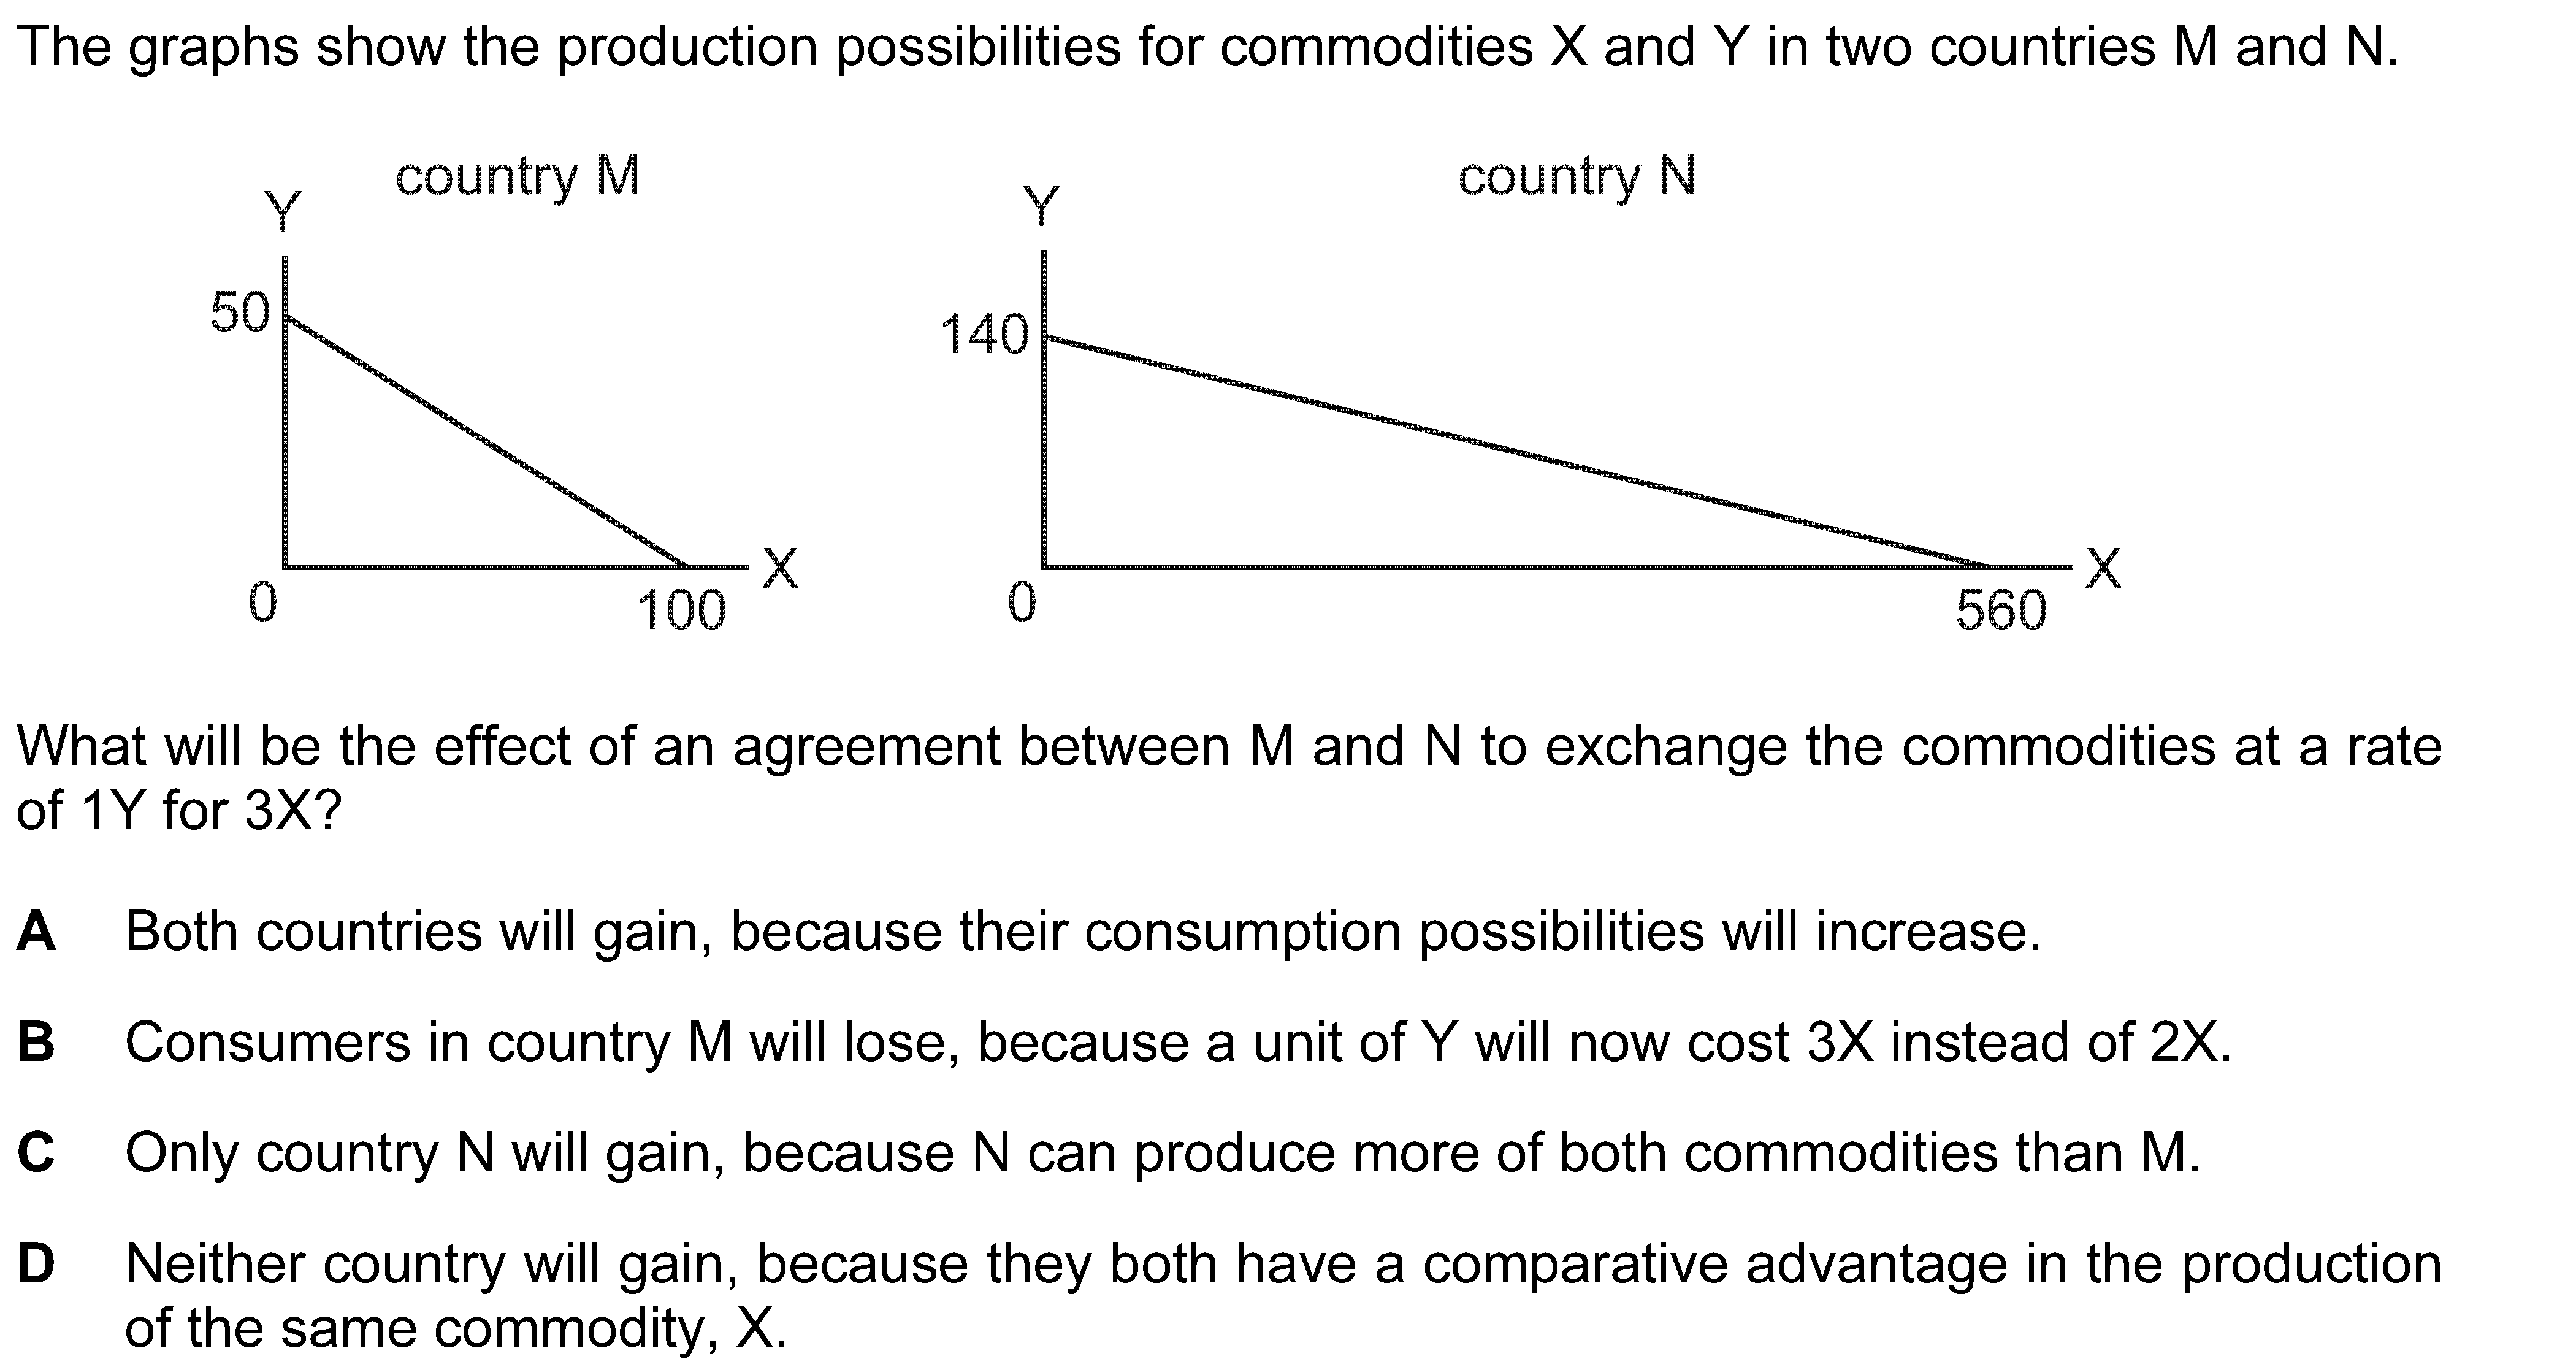 The graphs show the production possibilities for commodities X and Y in two countries M and N.
country M
country N
Y
Y
50
140
X
X
0
100
0
560
What will be the effect of an agreement between M and N to exchange the commodities at a rate
of 1Y for 3X?
A Both countries will gain, because their consumption possibilities will increase.
B Consumers in country M will lose, because a unit of Y will now cost 3X instead of 2X.
C Only country N will gain, because N can produce more of both commodities than M.
D Neither country will gain, because they both have a comparative advantage in the production
of the same commodity, X.